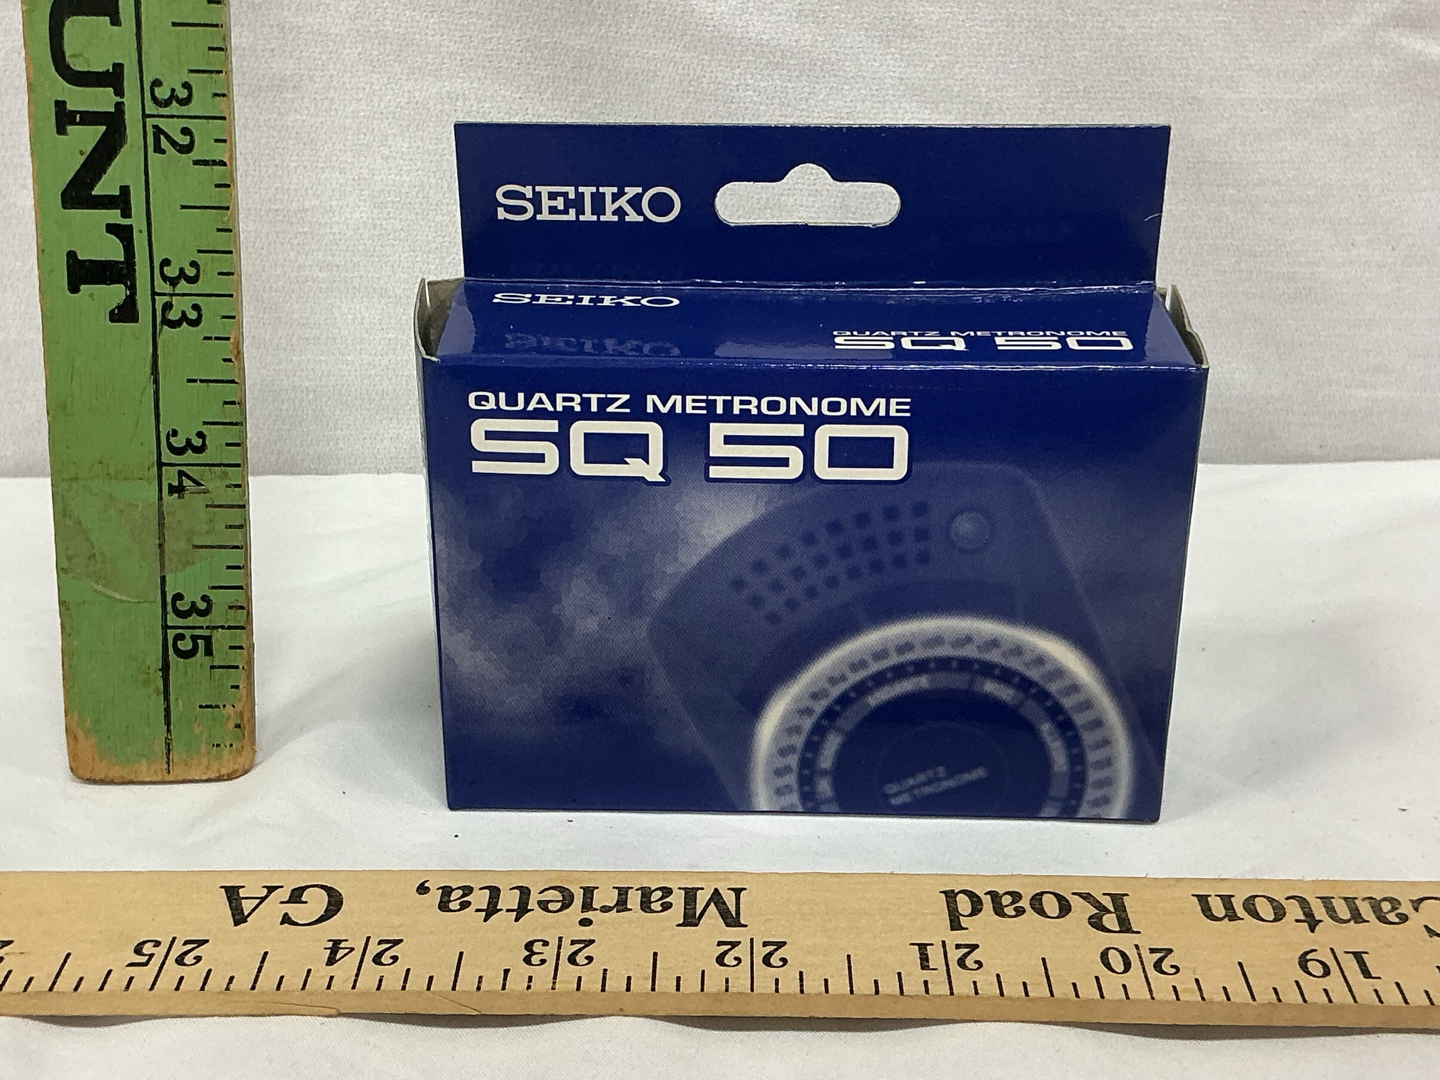 UNT
32
33
34
35
SEIKO
SEIKO
QUARTZ METRONOME
SQ 50
QUARTZ METRONOME
SQ 50
QUARTZ
METRONOME
Canton Road Marietta, GA
19 20 21 22 23 24 25